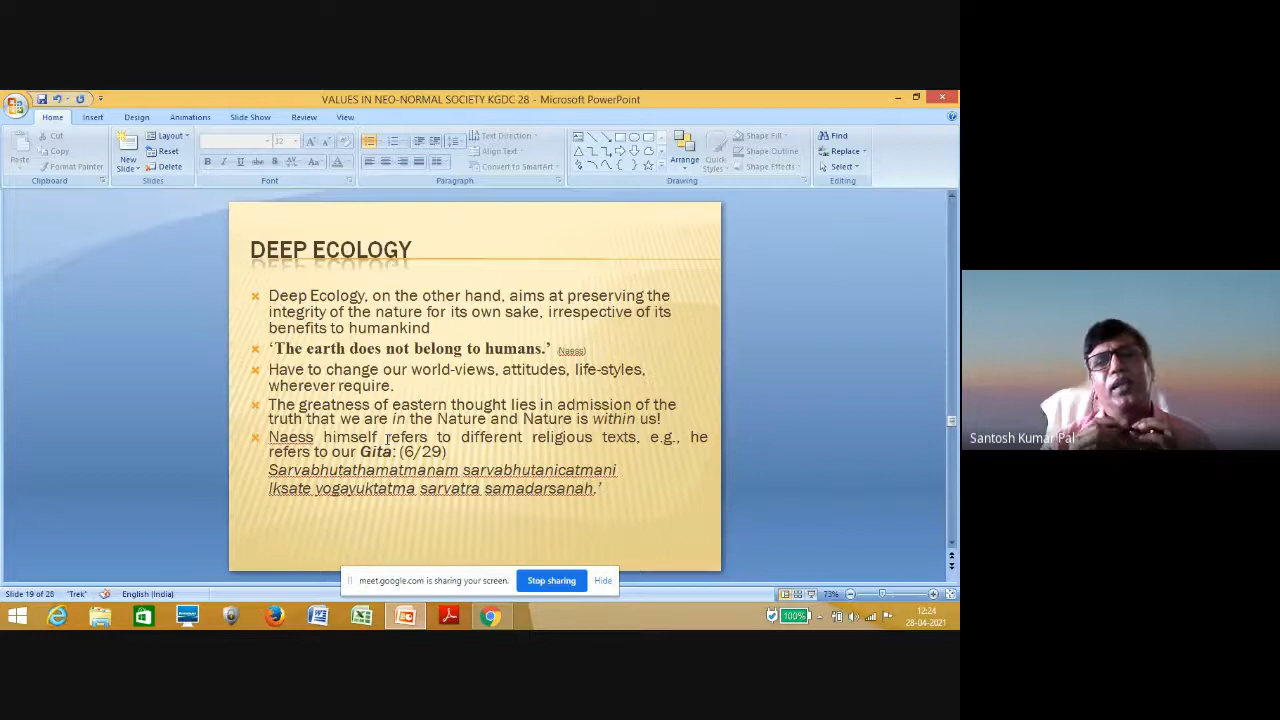 VALUES IN NEO-NORMAL SOCIETY KGDC 28 - Microsoft PowerPoint
Home Insert Design Animations Slide Show Review View
Cut
Copy
Format Painter
Paste
Clipboard
New
Slide
Layout
Reset
Delete
Slides
32
B I U abe S AV Aa A
Font
Text Direction
Align Text
Convert to SmartArt
Paragraph
Arrange
Quick
Styles
Shape Fill
Shape Outline
Shape Effects
Drawing
Find
Replace
Select
Editing
DEEP ECOLOGY
Deep Ecology, on the other hand, aims at preserving the
integrity of the nature for its own sake, irrespective of its
benefits to humankind
‘The earth does not belong to humans.’ (Naess)
Have to change our world-views, attitudes, life-styles,
wherever require.
The greatness of eastern thought lies in admission of the
truth that we are in the Nature and Nature is within us!
Naess himself refers to different religious texts, e.g., he
refers to our Gita: (6/29)
Sarvabhutathamatmanam sarvabhutanicatmani
Iksate yogayuktatma sarvatra samadarsanah.’
meet.google.com is sharing your screen. Stop sharing Hide
Slide 19 of 28 'Trek' English (India) 73%
100% 12:24
28-04-2021
Santosh Kumar Pal